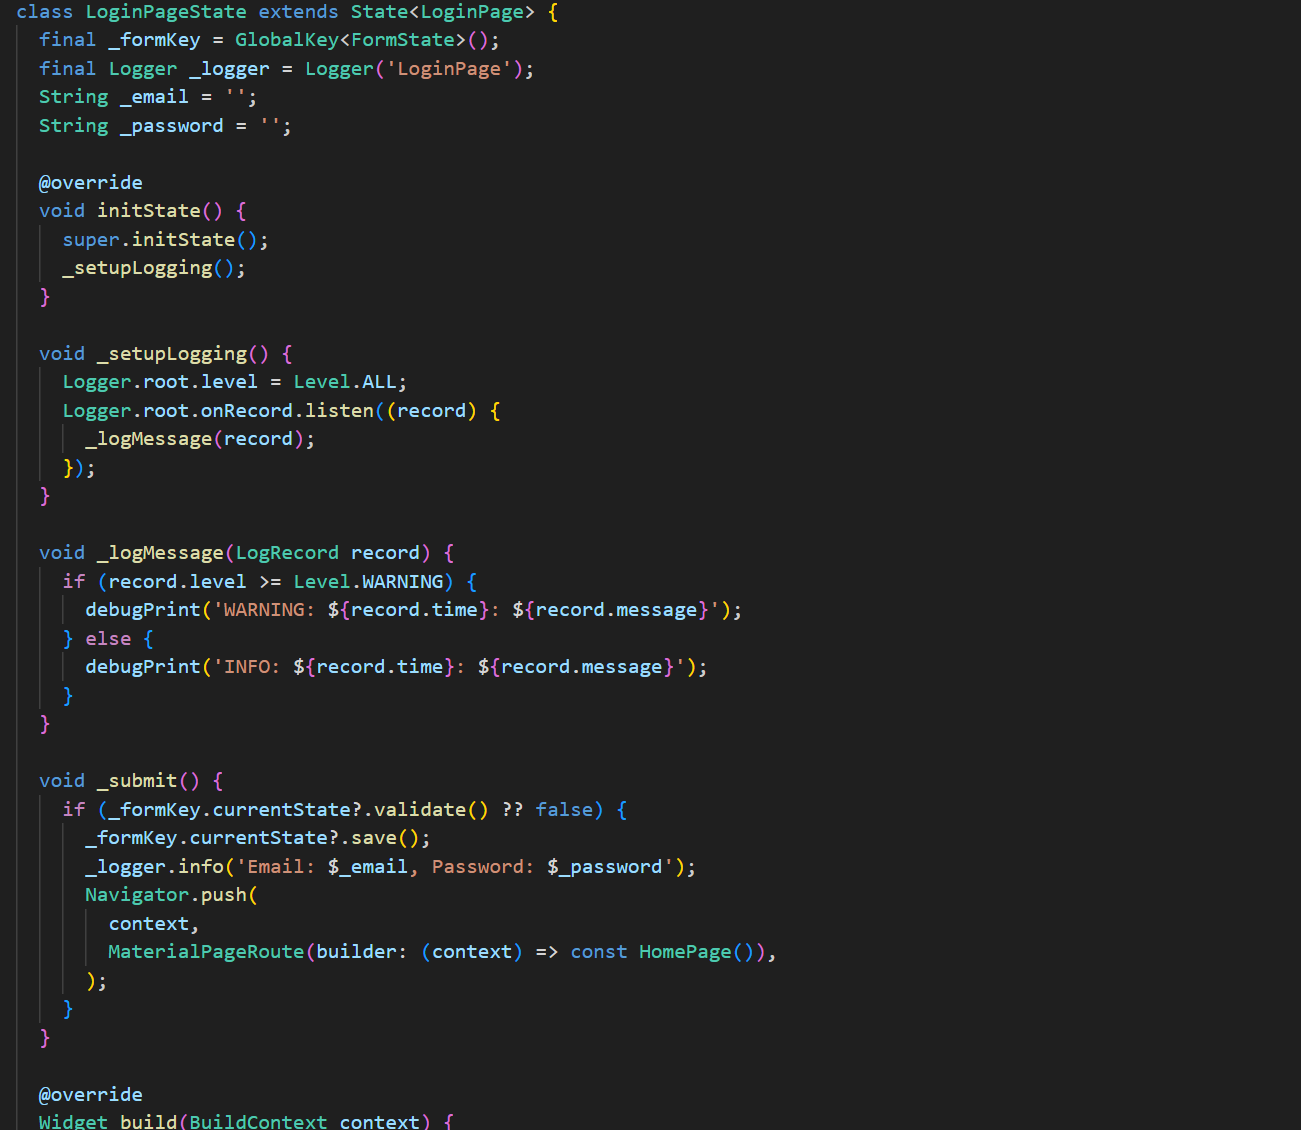 class LoginPageState extends State<LoginPage> {
  final _formKey = GlobalKey<FormState>();
  final Logger _logger = Logger('LoginPage');
  String _email = '';
  String _password = '';

  @override
  void initState() {
    super.initState();
    _setupLogging();
  }

  void _setupLogging() {
    Logger.root.level = Level.ALL;
    Logger.root.onRecord.listen((record) {
      _logMessage(record);
    });
  }

  void _logMessage(LogRecord record) {
    if (record.level >= Level.WARNING) {
      debugPrint('WARNING: ${record.time}: ${record.message}');
    } else {
      debugPrint('INFO: ${record.time}: ${record.message}');
    }
  }

  void _submit() {
    if (_formKey.currentState?.validate() ?? false) {
      _formKey.currentState?.save();
      _logger.info('Email: $_email, Password: $_password');
      Navigator.push(
        context,
        MaterialPageRoute(builder: (context) => const HomePage()),
      );
    }
  }

  @override
  Widget build(BuildContext context) {